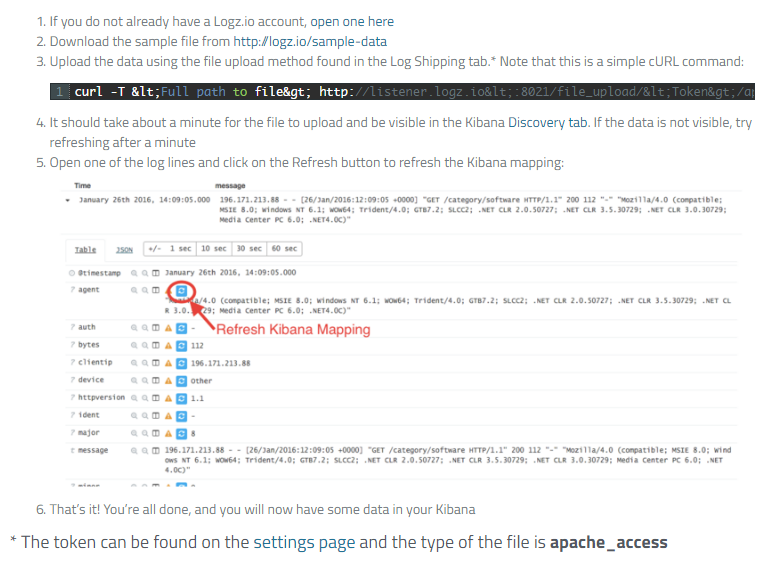 1. If you do not already have a Logz.io account, open one here
2. Download the sample file from http://logz.io/sample-data
3. Upload the data using the file upload method found in the Log Shipping tab.* Note that this is a simple cURL command:
1 curl -T &lt;Full path to file&gt; http://listener.logz.io&lt;:8021/file_upload/&lt;Token&gt;/ap
4. It should take about a minute for the file to upload and be visible in the Kibana Discovery tab. If the data is not visible, try
refreshing after a minute
5. Open one of the log lines and click on the Refresh button to refresh the Kibana mapping:
Time message
January 26th 2016, 14:09:05.000 196.171.213.88 - - [26/Jan/2016:12:09:05 +0000] "GET /category/software HTTP/1.1" 200 112 "-" "Mozilla/4.0 (compatible;
MSIE 8.0; Windows NT 6.1; WOW64; Trident/4.0; GTB7.2; SLCC2; .NET CLR 2.0.50727; .NET CLR 3.5.30729; .NET CLR 3.0.30729;
Media Center PC 6.0; .NET4.0C)"
Table JSON +/- 1 sec 10 sec 30 sec 60 sec
@timestamp January 26th 2016, 14:09:05.000
? agent
/4.0 (compatible; MSIE 8.0; Windows NT 6.1; WOW64; Trident/4.0; GTB7.2; SLCC2; .NET CLR 2.0.50727; .NET CLR 3.5.30729; .NET CL
R 3.0. 29; Media Center PC 6.0; .NET4.0C)"
Refresh Kibana Mapping
? auth -
? bytes 112
? clientip 196.171.213.88
? device Other
? httpversion 1.1
? ident -
? major 8
t message 196.171.213.88 - - [26/Jan/2016:12:09:05 +0000] "GET /category/software HTTP/1.1" 200 112 "-" "Mozilla/4.0 (compatible; MSIE 8.0; Wind
ows NT 6.1; WOW64; Trident/4.0; GTB7.2; SLCC2; .NET CLR 2.0.50727; .NET CLR 3.5.30729; .NET CLR 3.0.30729; Media Center PC 6.0; .NET
4.0C)"
6. That's it! You're all done, and you will now have some data in your Kibana
* The token can be found on the settings page and the type of the file is apache_access